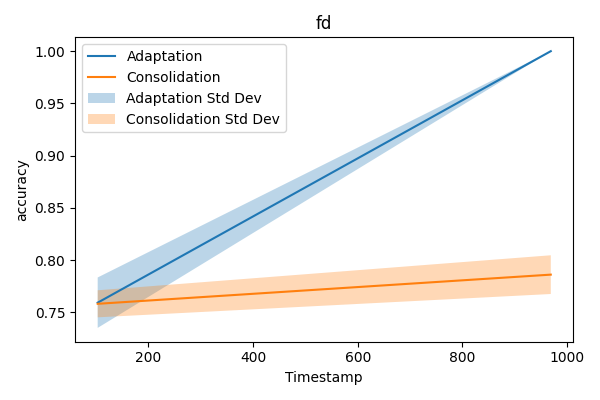 fd
Adaptation
Consolidation
Adaptation Std Dev
Consolidation Std Dev
accuracy
1.00
0.95
0.90
0.85
0.80
0.75
200 400 600 800 1000
Timestamp